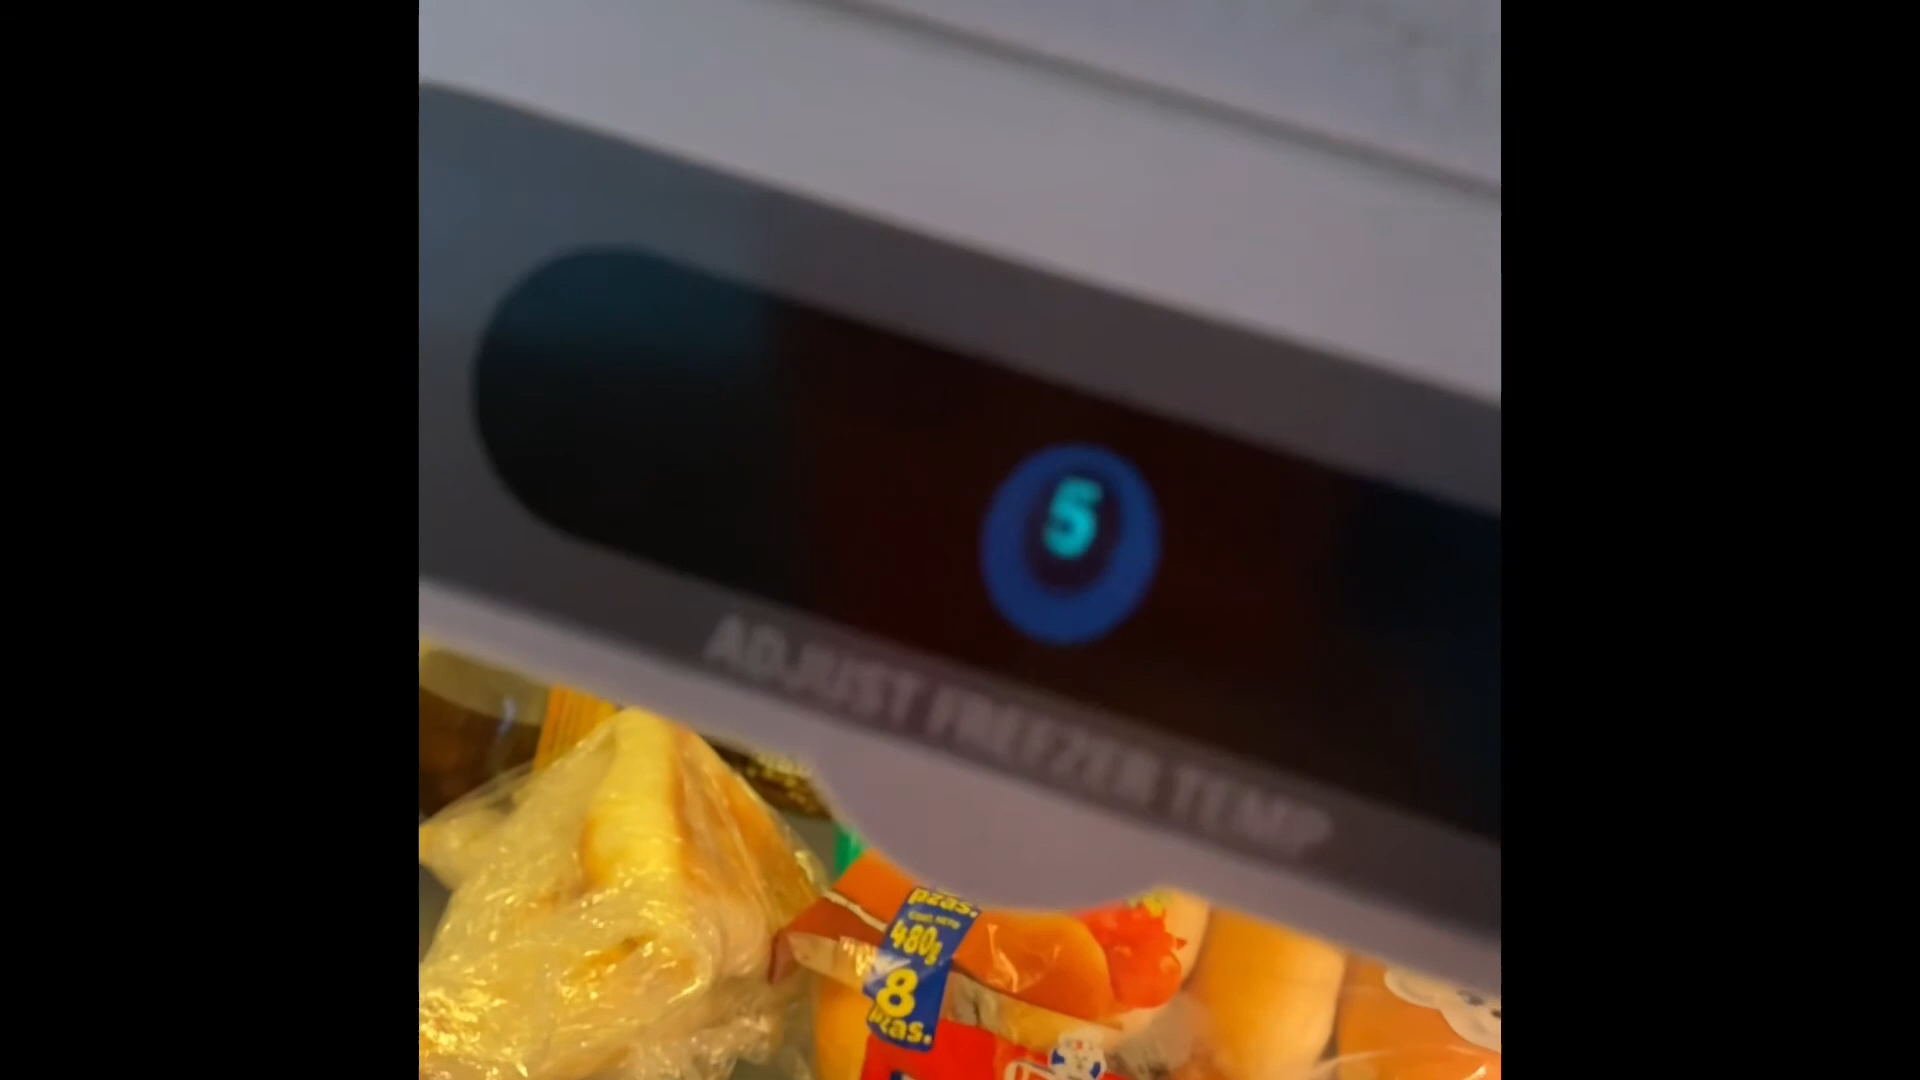 5
ADJUST FREEZER TEMP
pzas.
480g
8
pzas.